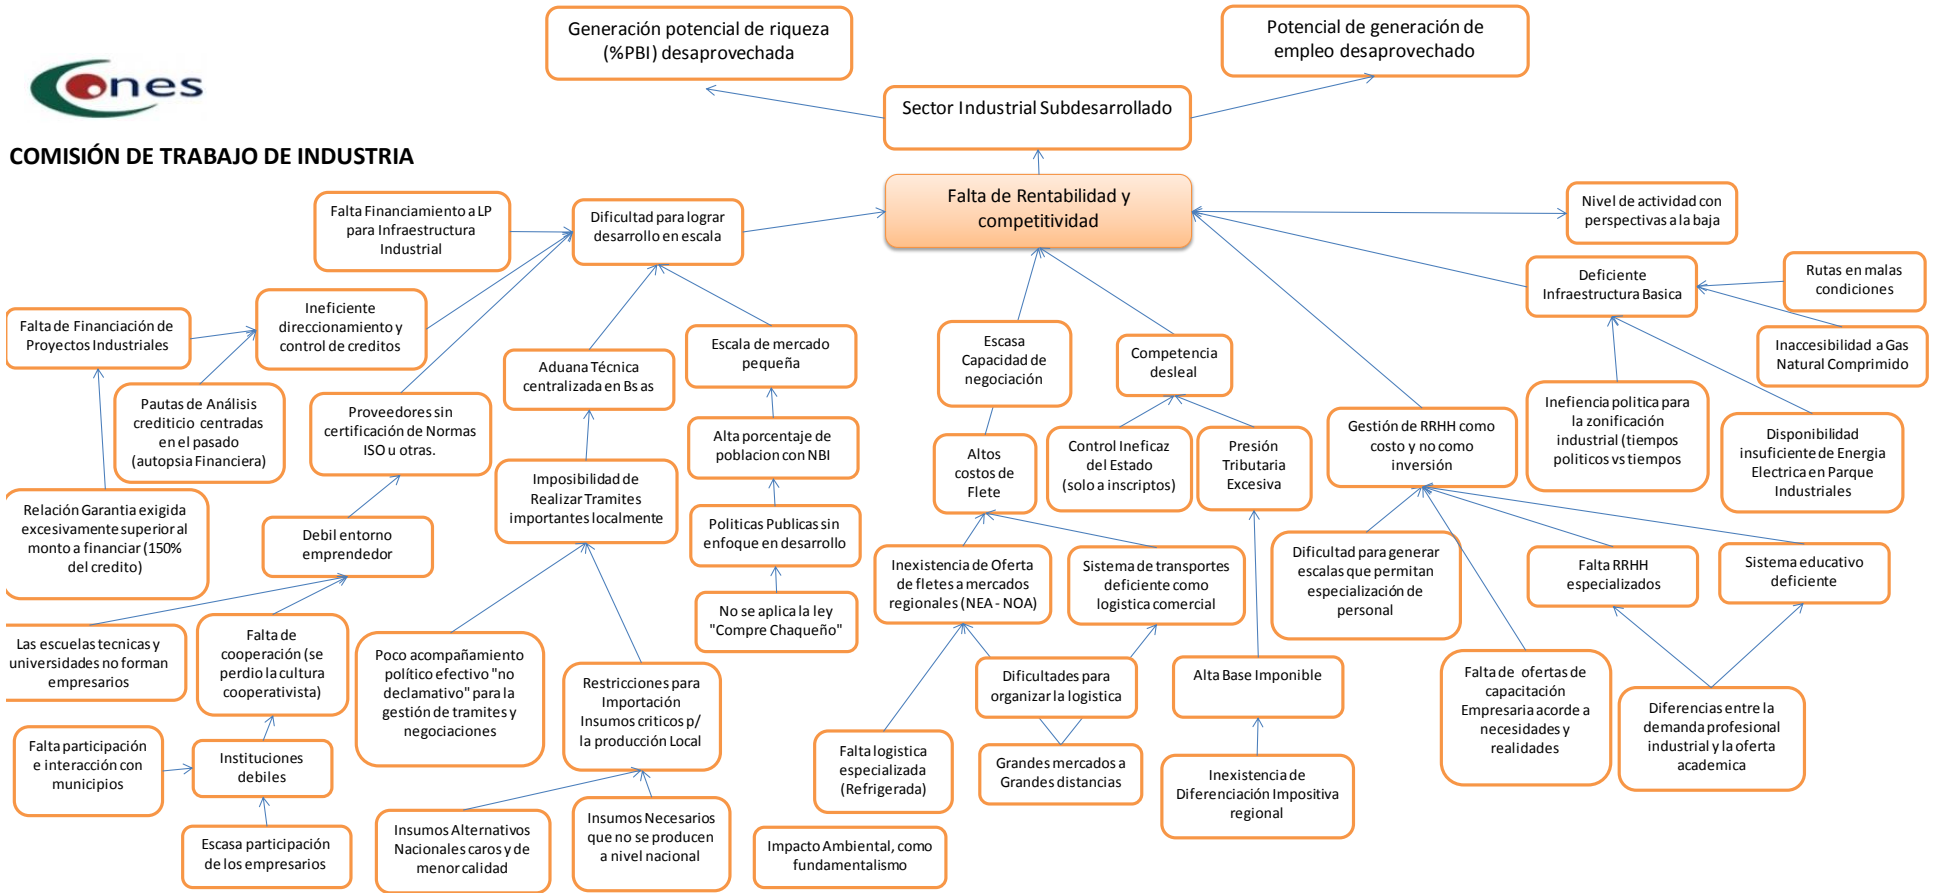 Generación potencial de riqueza
(%PBI) desaprovechada
Potencial de generación de
empleo desaprovechado
ones
Sector Industrial Subdesarrollado
COMISIÓN DE TRABAJO DE INDUSTRIA
Falta de Rentabilidad y
competitividad
Falta Financiamiento a LP
para Infraestructura
Industrial
Dificultad para lograr
desarrollo en escala
Nivel de actividad con
perspectivas a la baja
Deficiente
Infraestructura Basica
Rutas en malas
condiciones
Falta de Financiación de
Proyectos Industriales
Ineficiente
direccionamiento y
control de creditos
Escala de mercado
pequeña
Escasa
Capacidad de
negociación
Competencia
desleal
Inaccesibilidad a Gas
Natural Comprimido
Aduana Técnica
centralizada en Bs as
Pautas de Análisis
crediticio centradas
en el pasado
(autopsia Financiera)
Proveedores sin
certificación de Normas
ISO u otras.
Alta porcentaje de
poblacion con NBI
Altos
costos de
Flete
Control Ineficaz
del Estado
(solo a inscriptos)
Presión
Tributaria
Excesiva
Gestión de RRHH como
costo y no como
inversión
Inefiencia politica para
la zonificación
industrial (tiempos
politicos vs tiempos
Disponibilidad
insuficiente de Energia
Electrica en Parque
Industriales
Imposibilidad de
Realizar Tramites
importantes localmente
Relación Garantia exigida
excesivamente superior al
monto a financiar (150%
del credito)
Debil entorno
emprendedor
Politicas Publicas sin
enfoque en desarrollo
Inexistencia de Oferta
de fletes a mercados
regionales (NEA - NOA)
Sistema de transportes
deficiente como
logistica comercial
Dificultad para generar
escalas que permitan
especialización de
personal
Falta RRHH
especializados
Sistema educativo
deficiente
No se aplica la ley
"Compre Chaqueño"
Las escuelas tecnicas y
universidades no forman
empresarios
Falta de
cooperación (se
perdio la cultura
cooperativista)
Poco acompañamiento
político efectivo "no
declamativo" para la
gestión de tramites y
negociaciones
Restricciones para
Importación
Insumos criticos p/
la producción Local
Dificultades para
organizar la logistica
Alta Base Imponible
Falta de ofertas de
capacitación
Empresaria acorde a
necesidades y
realidades
Diferencias entre la
demanda profesional
industrial y la oferta
academica
Falta participación
e interacción con
municipios
Instituciones
debiles
Falta logistica
especializada
(Refrigerada)
Grandes mercados a
Grandes distancias
Inexistencia de
Diferenciación Impositiva
regional
Escasa participación
de los empresarios
Insumos Alternativos
Nacionales caros y de
menor calidad
Insumos Necesarios
que no se producen
a nivel nacional
Impacto Ambiental, como
fundamentalismo